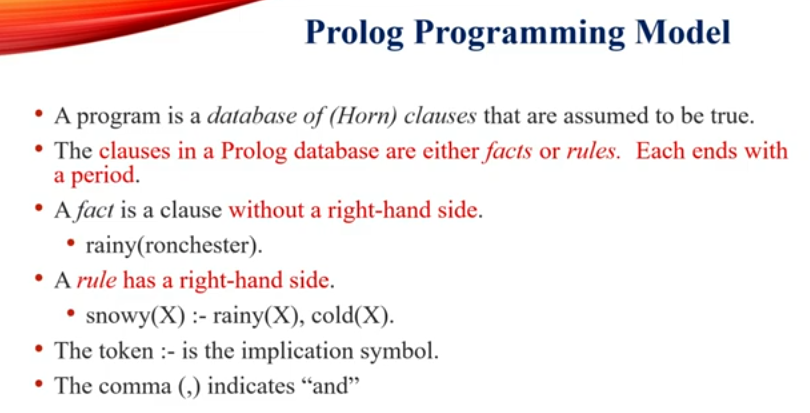 Prolog Programming Model
• A program is a database of (Horn) clauses that are assumed to be true.
• The clauses in a Prolog database are either facts or rules. Each ends with
a period.
• A fact is a clause without a right-hand side.
• rainy(ronchester).
• A rule has a right-hand side.
• snowy(X) :- rainy(X), cold(X).
• The token :- is the implication symbol.
• The comma (,) indicates “and”